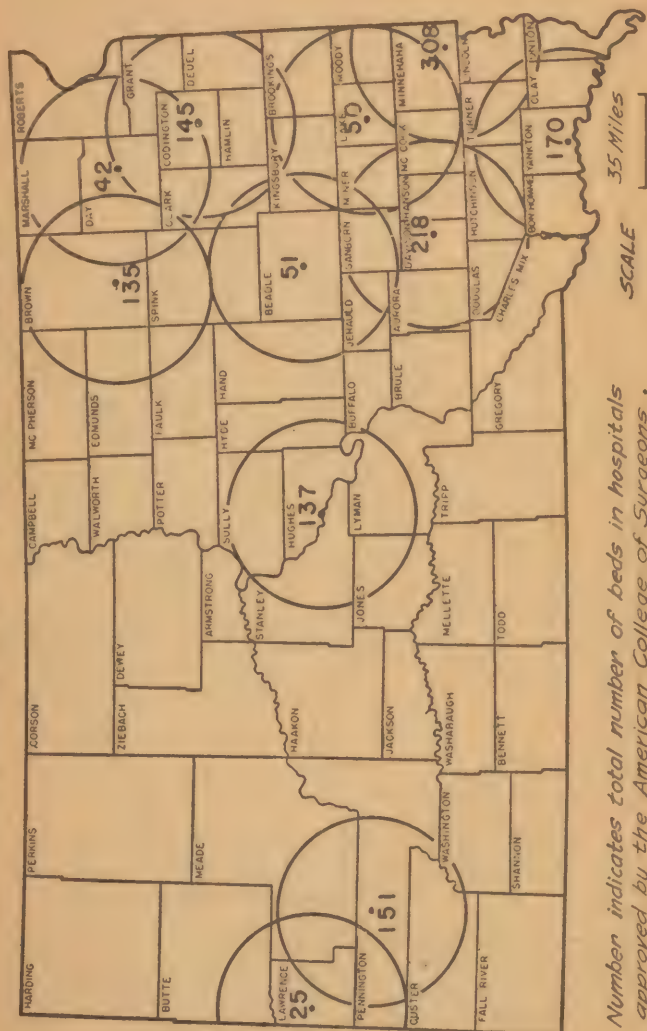 HARDING
PERKINS
CORSON
CAMPBELL
MC PHERSON
BROWN
MARSHALL
ROBERTS
BUTTE
MEADE
ZIEBACH
DEWEY
WALWORTH
EDMUNDS
DAY
42
GRANT
135
ARMSTRONG
POTTER
FAULK
SPINK
CLARK
CODINGTON
145
DEUEL
HAMLIN
LAWRENCE
25
HAAKON
STANLEY
SULLY
HYDE
HAND
BEADLE
51
KINGSBURY
BROOKINGS
HUGHES
137
PENNINGTON
151
JACKSON
JONES
LYMAN
BUFFALO
JERAULD
SANBORN
MINER
LAKE
50
MOODY
CUSTER
WASHINGTON
WASHABAUGH
MELLETTE
TRIPP
BRULE
AURORA
DAVISON
218
HANSON
MC COOK
MINNEHAHA
308
FALL RIVER
SHANNON
BENNETT
TODD
GREGORY
CHARLES MIX
DOUGLAS
HUTCHINSON
TURNER
LINCOLN
BON HOMME
YANKTON
170
CLAY
UNION
Number indicates total number of beds in hospitals
approved by the American College of Surgeons.
SCALE
35 Miles